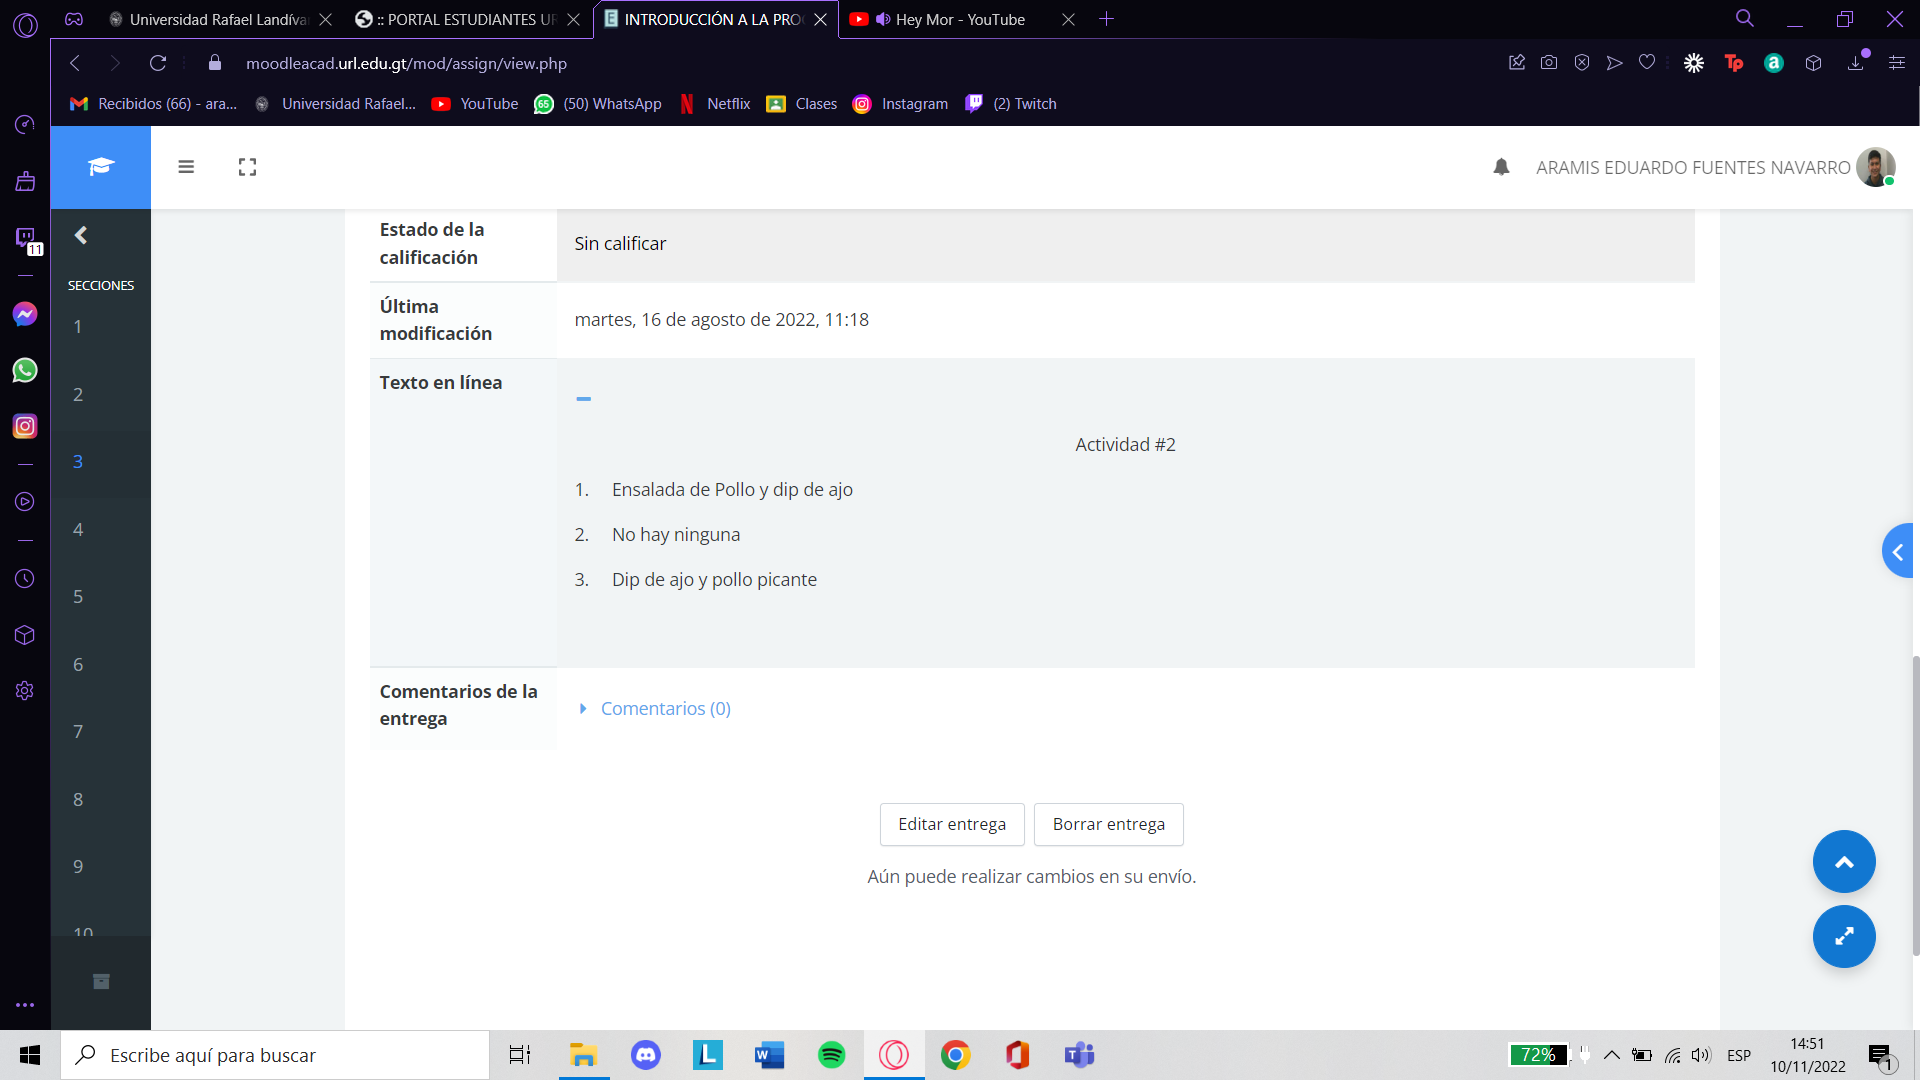 Universidad Rafael Landíva
:: PORTAL ESTUDIANTES UR
INTRODUCCIÓN A LA PRO
Hey Mor - YouTube
moodleacad.url.edu.gt/mod/assign/view.php
Tp
a
Recibidos (66) - ara...
Universidad Rafael...
YouTube
65
(50) WhatsApp
Netflix
Clases
Instagram
(2) Twitch
ARAMIS EDUARDO FUENTES NAVARRO
11
SECCIONES
1
2
3
4
5
6
7
8
9
10
Estado de la
calificación
Sin calificar
Última
modificación
martes, 16 de agosto de 2022, 11:18
Texto en línea
Actividad #2
1. Ensalada de Pollo y dip de ajo
2. No hay ninguna
3. Dip de ajo y pollo picante
Comentarios de la
entrega
Comentarios (0)
Editar entrega
Borrar entrega
Aún puede realizar cambios en su envío.
Escribe aquí para buscar
72%
ESP
14:51
10/11/2022
1